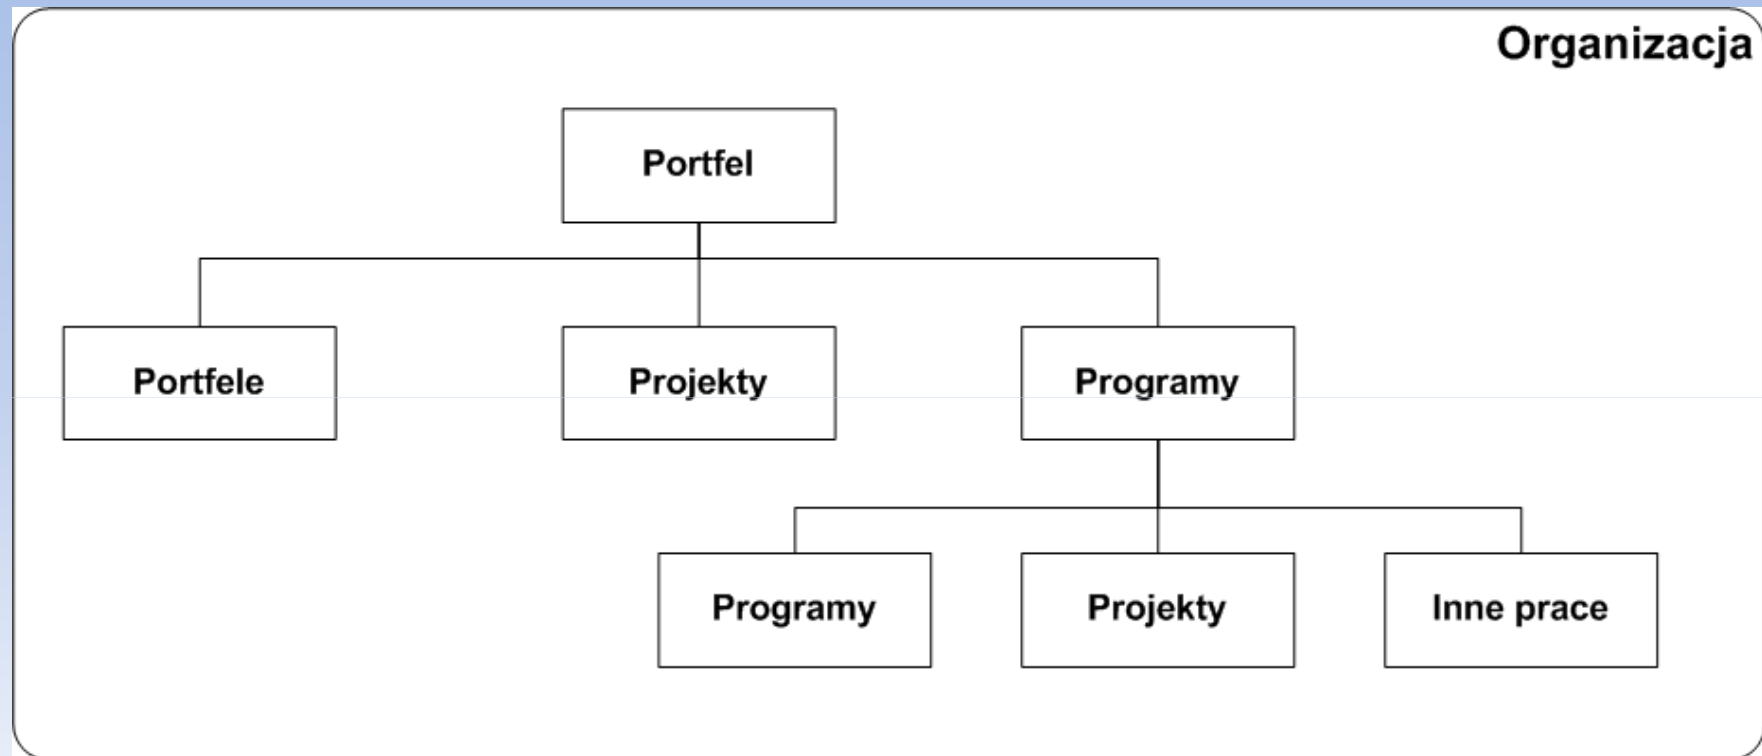 Organizacja
Portfel
Portfele
Projekty
Programy
Programy
Projekty
Inne prace